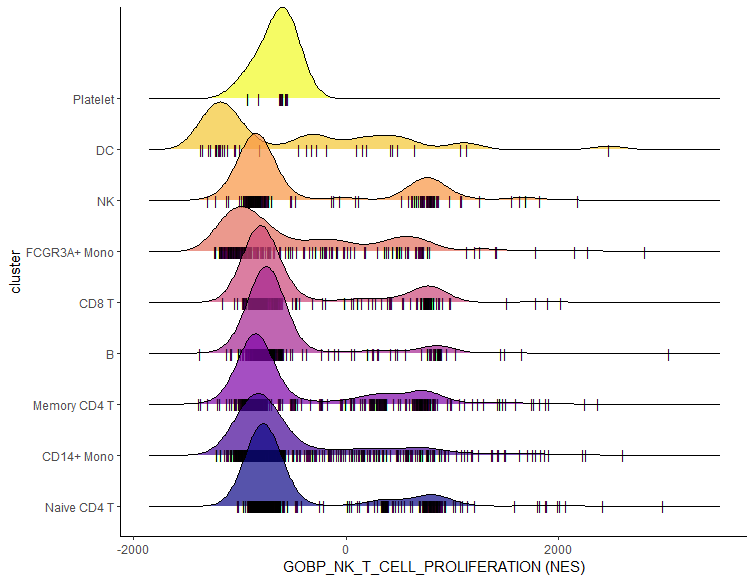 Platelet
DC
NK
FCGR3A+ Mono
CD8 T
B
Memory CD4 T
CD14+ Mono
Naive CD4 T
cluster
-2000 0 2000
GOBP_NK_T_CELL_PROLIFERATION (NES)